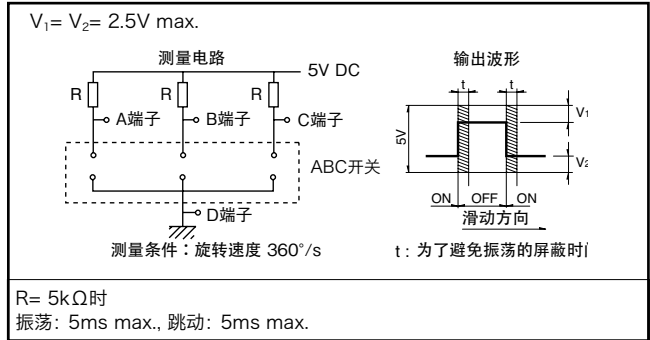 V₁= V₂= 2.5V max.
测量电路
5V DC
R
R
R
A端子
B端子
C端子
ABC开关
D端子
测量条件：旋转速度 360°/s
输出波形
t
t
V₁
5V
V₂
ON
OFF
ON
滑动方向
t : 为了避免振荡的屏蔽时
R= 5kΩ时
振荡: 5ms max., 跳动: 5ms max.